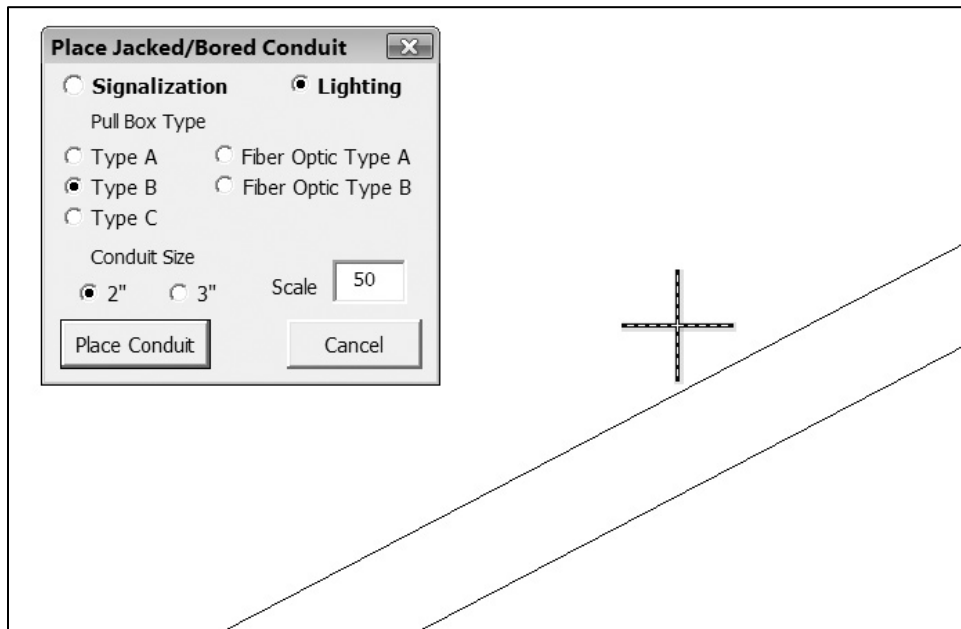 Place Jacked/Bored Conduit
Signalization Lighting
Pull Box Type
Type A Fiber Optic Type A
Type B Fiber Optic Type B
Type C
Conduit Size
2" 3" Scale 50
Place Conduit Cancel